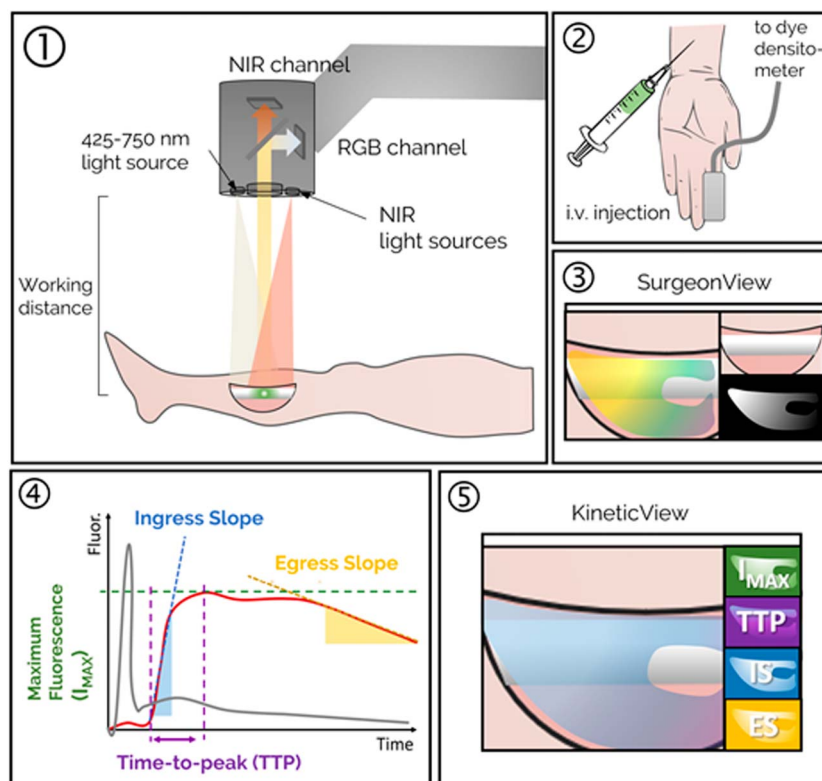 ①
NIR channel
425-750 nm
light source
RGB channel
NIR
light sources
Working
distance
②
to dye
densito-
meter
i.v. injection
③
SurgeonView
④
Fluor.
Ingress Slope
Egress Slope
Maximum
Fluorescence
(IMAX)
Time
Time-to-peak (TTP)
⑤
KineticView
IMAX
TTP
IS
ES